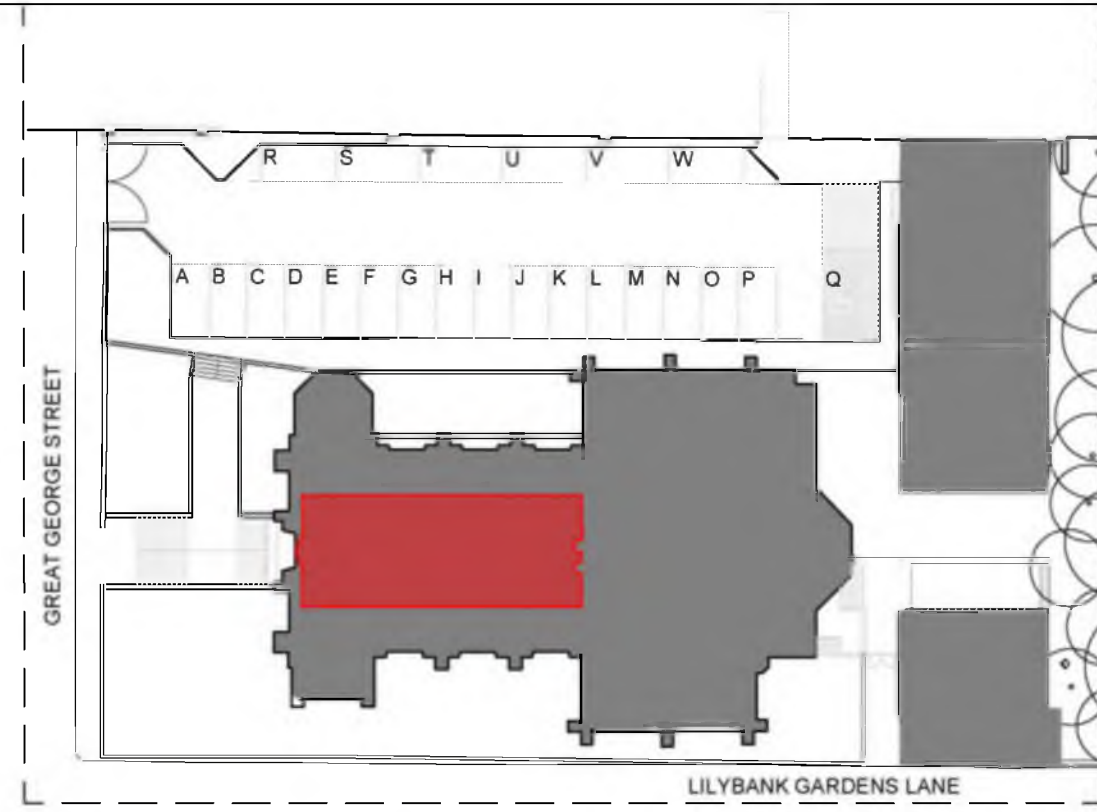 R S T U V W
A B C D E F G H I J K L M N O P Q
GREAT GEORGE STREET
LILYBANK GARDENS LANE